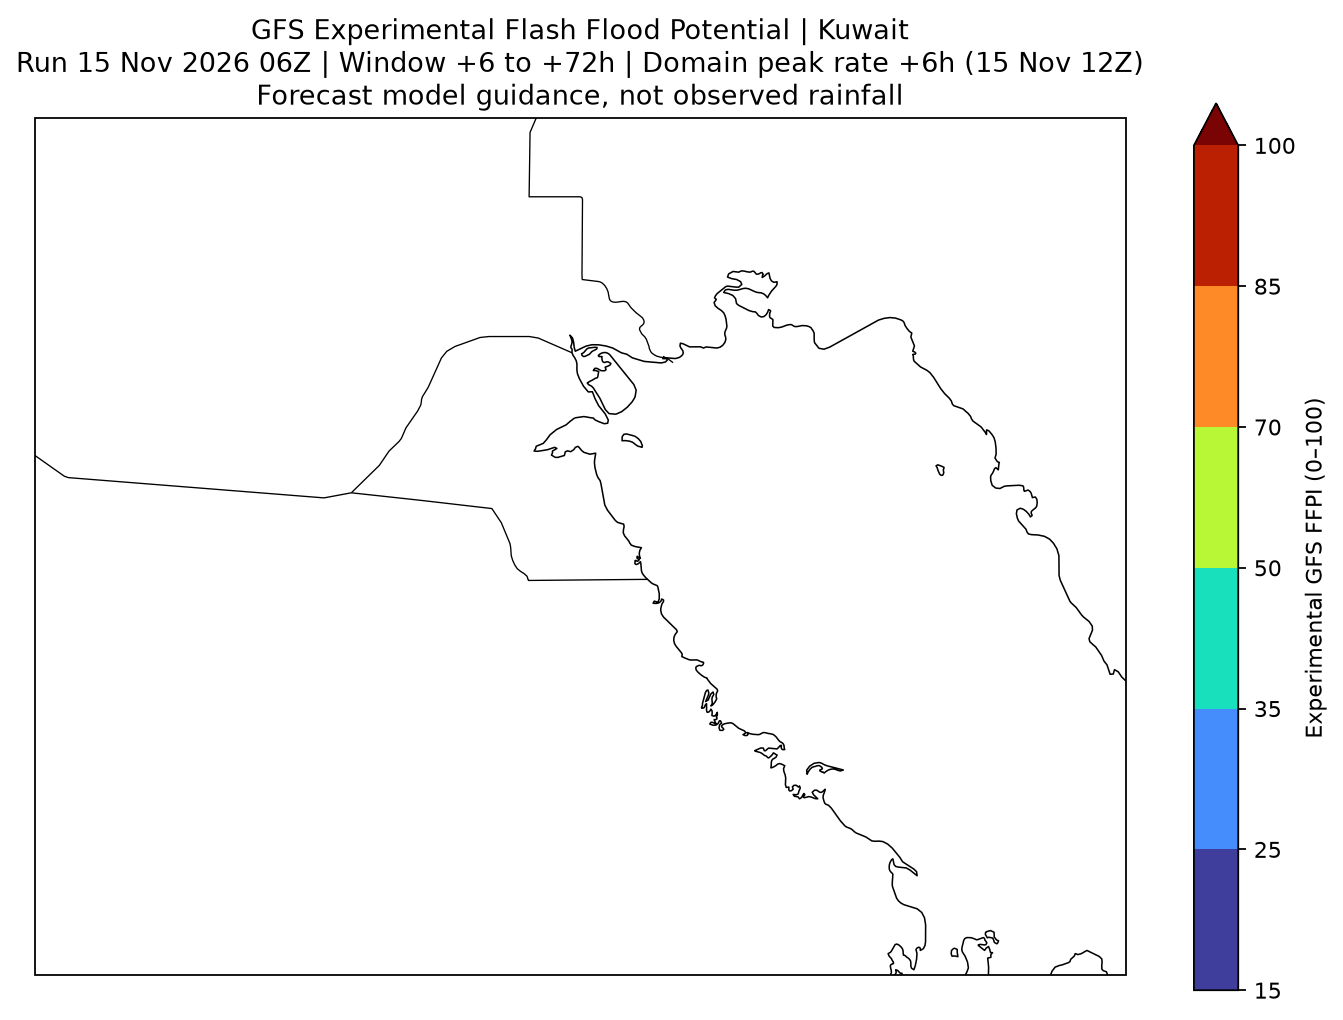 GFS Experimental Flash Flood Potential | Kuwait
Run 15 Nov 2026 06Z | Window +6 to +72h | Domain peak rate +6h (15 Nov 12Z)
Forecast model guidance, not observed rainfall
100
85
70
50
35
25
15
Experimental GFS FFPI (0–100)